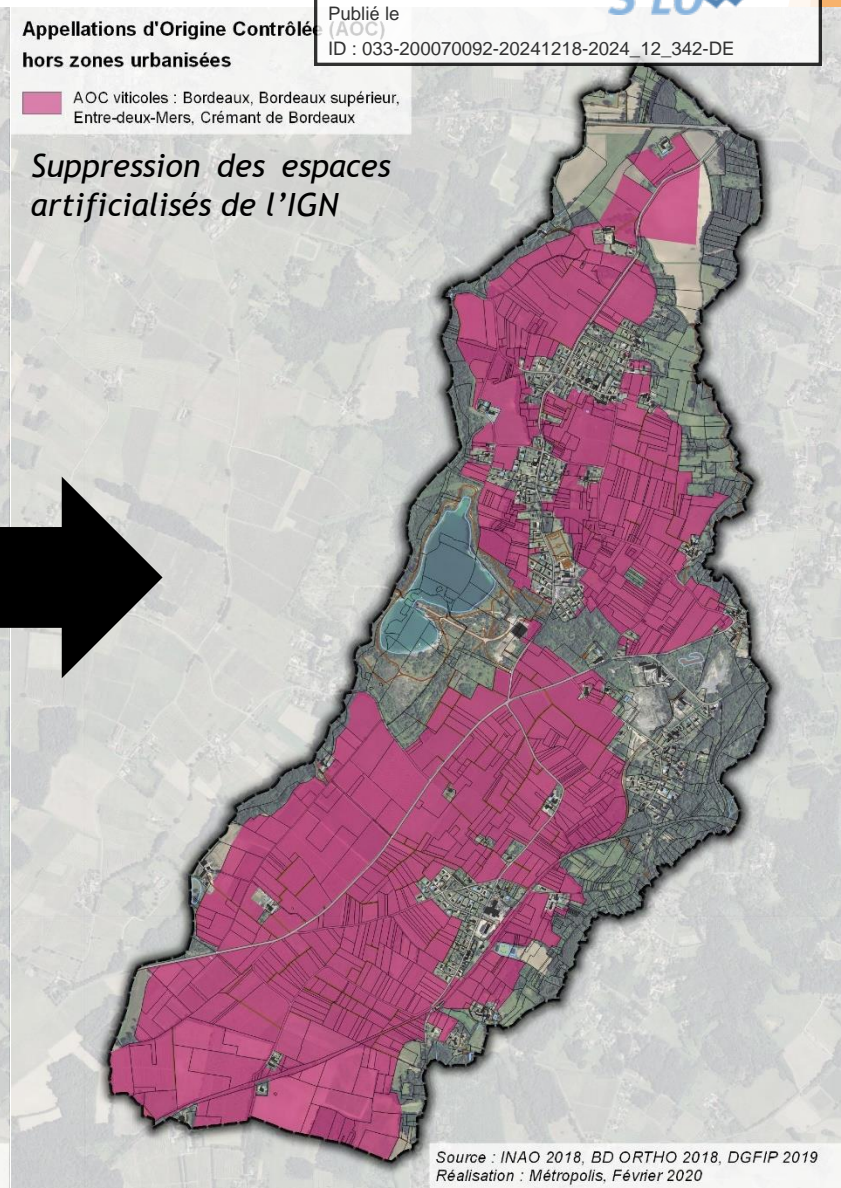 Publié le
S²LO
ID : 033-200070092-20241218-2024_12_342-DE
Appellations d'Origine Contrôlée (AOC)
hors zones urbanisées
AOC viticoles : Bordeaux, Bordeaux supérieur,
Entre-deux-Mers, Crémant de Bordeaux
Suppression des espaces
artificialisés de l’IGN
Source : INAO 2018, BD ORTHO 2018, DGFIP 2019
Réalisation : Métropolis, Février 2020